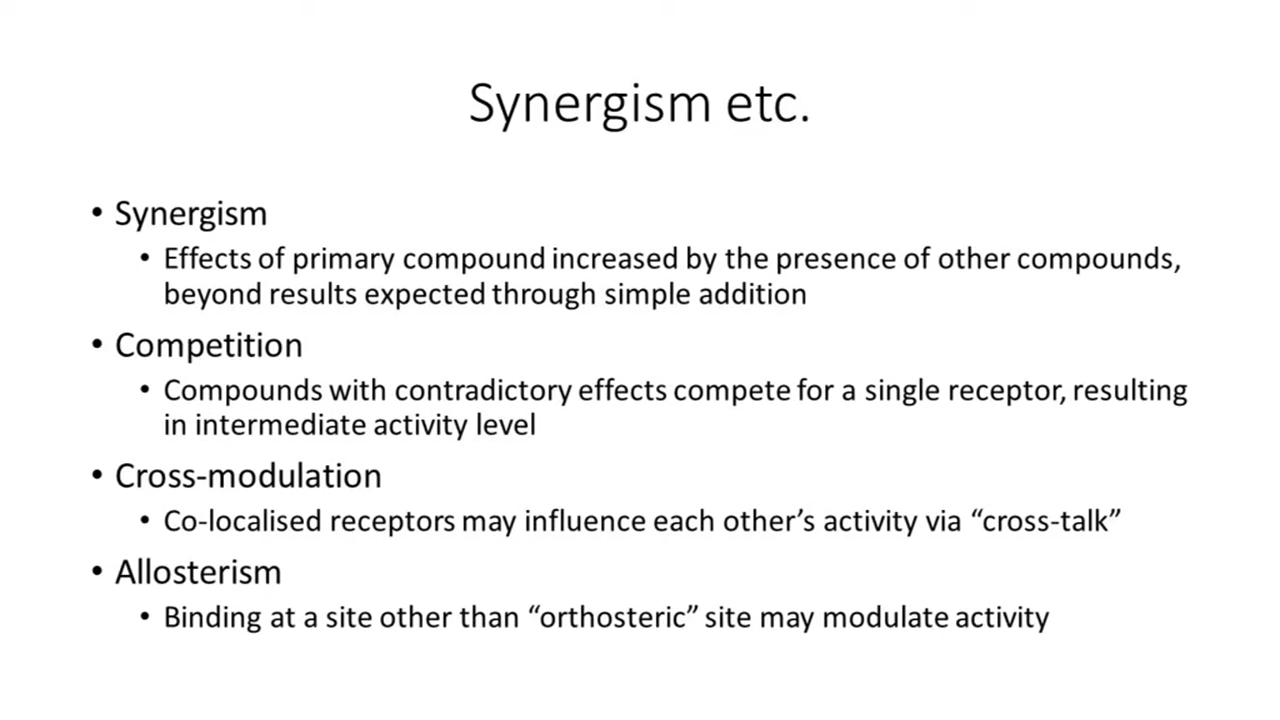 Synergism etc.
• Synergism
• Effects of primary compound increased by the presence of other compounds,
beyond results expected through simple addition
• Competition
• Compounds with contradictory effects compete for a single receptor, resulting
in intermediate activity level
• Cross-modulation
• Co-localised receptors may influence each other’s activity via “cross-talk”
• Allosterism
• Binding at a site other than “orthosteric” site may modulate activity